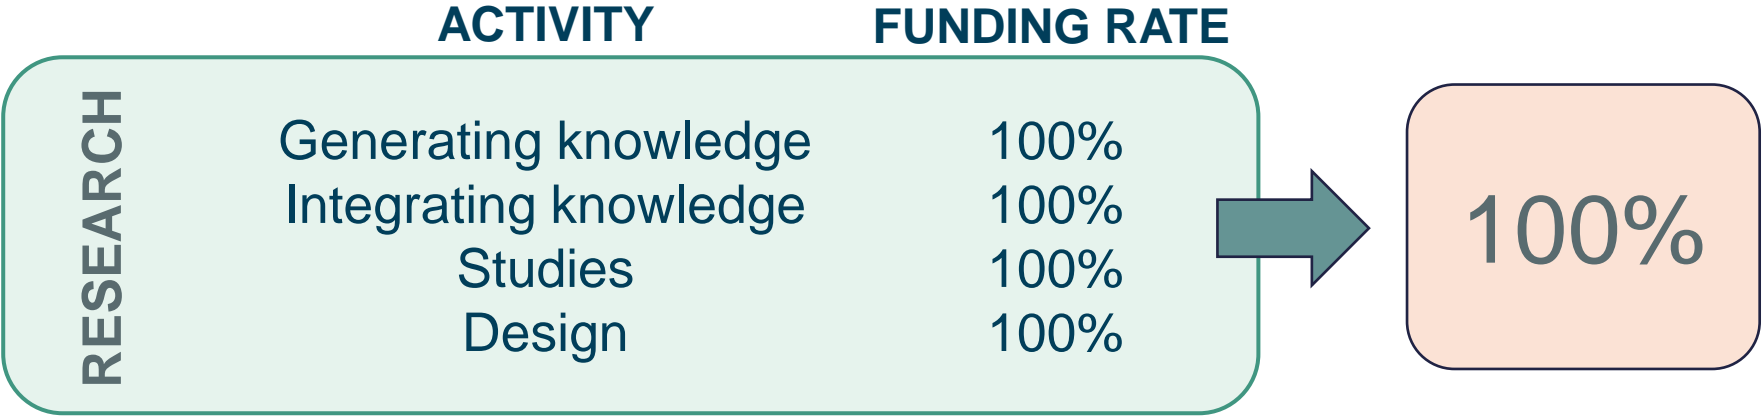 ACTIVITY FUNDING RATE
RESEARCH
Generating knowledge 100%
Integrating knowledge 100%
Studies 100%
Design 100%
100%